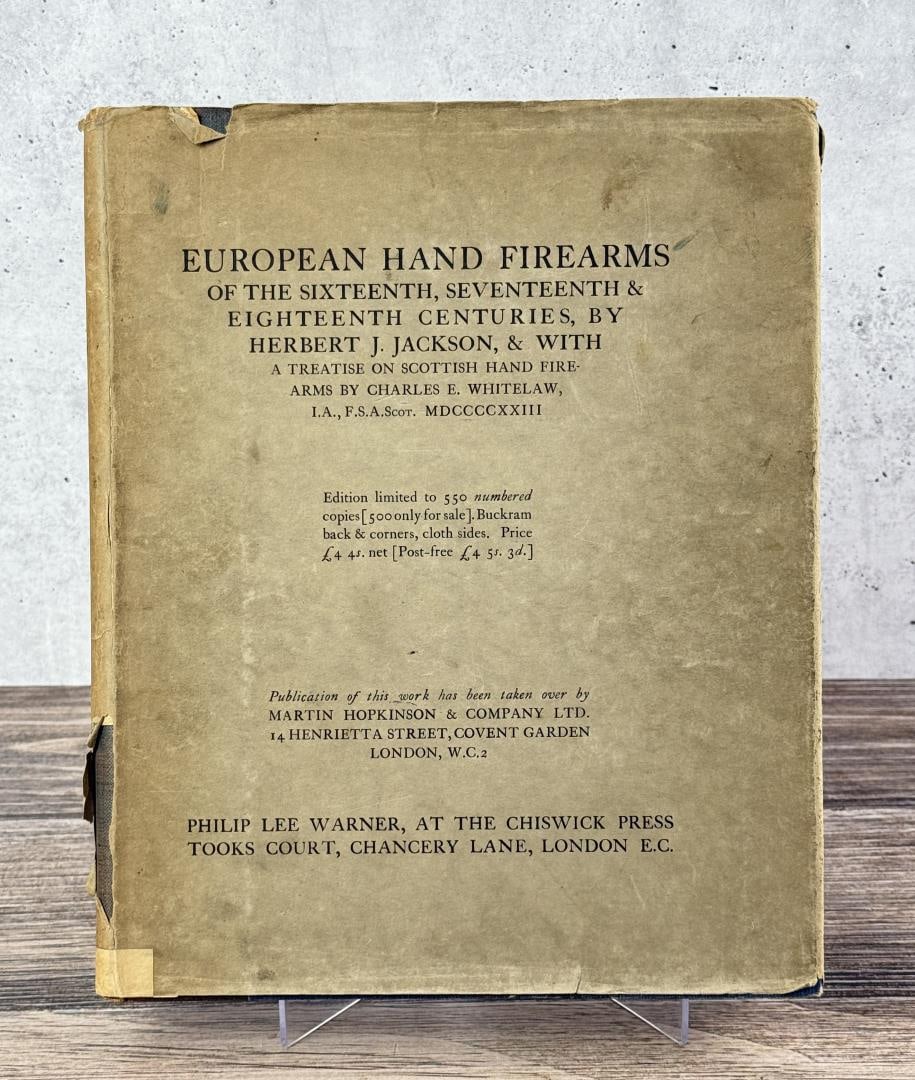 EUROPEAN HAND FIREARMS
OF THE SIXTEENTH, SEVENTEENTH &
EIGHTEENTH CENTURIES, BY
HERBERT J. JACKSON, & WITH
A TREATISE ON SCOTTISH HAND FIRE-
ARMS BY CHARLES E. WHITELAW,
I.A., F.S.A.Scot. MDCCCCXXIII
Edition limited to 550 numbered
copies [500 only for sale]. Buckram
back & corners, cloth sides. Price
£4 4s. net [Post-free £4 5s. 3d.]
Publication of this work has been taken over by
MARTIN HOPKINSON & COMPANY LTD.
14 HENRIETTA STREET, COVENT GARDEN
LONDON, W.C.2
PHILIP LEE WARNER, AT THE CHISWICK PRESS
TOOKS COURT, CHANCERY LANE, LONDON E.C.